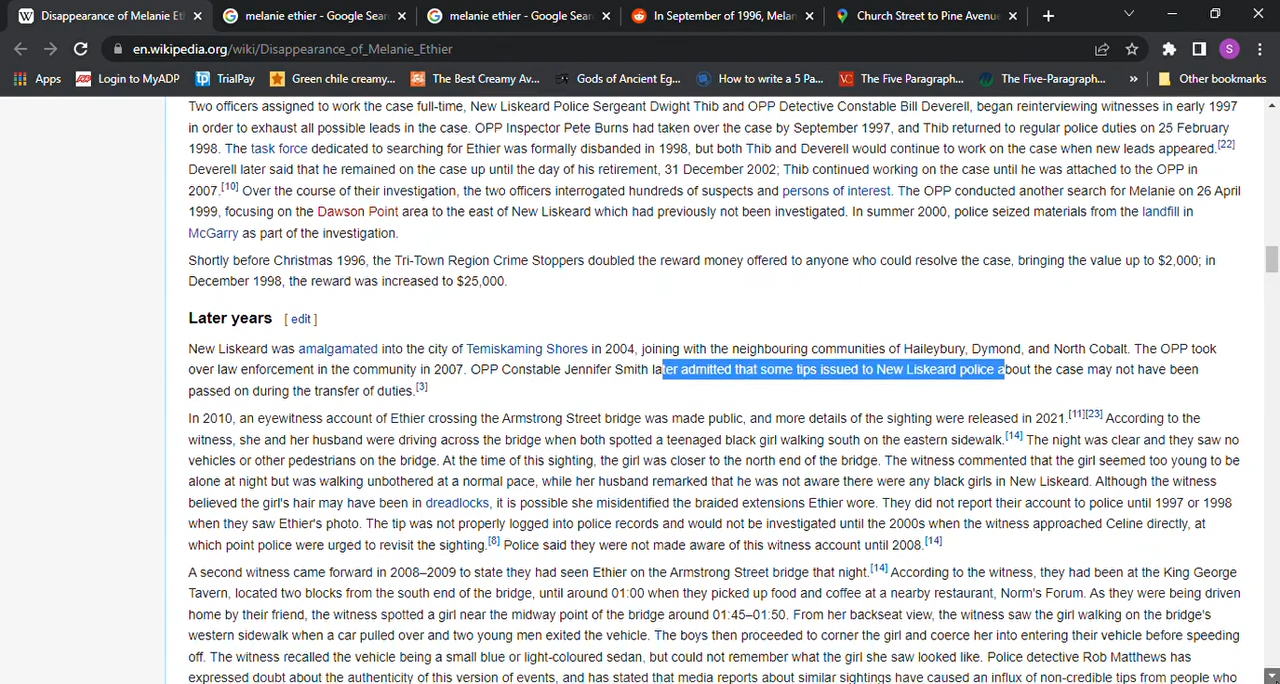 Disappearance of Melanie Et
melanie ethier - Google Sear
melanie ethier - Google Sear
In September of 1996, Melan
Church Street to Pine Avenue
en.wikipedia.org/wiki/Disappearance_of_Melanie_Ethier
S
Apps
Login to MyADP
TrialPay
Green chile creamy...
The Best Creamy Av...
Gods of Ancient Eg...
How to write a 5 Pa...
The Five Paragraph...
The Five-Paragraph...
»
Other bookmarks
Two officers assigned to work the case full-time, New Liskeard Police Sergeant Dwight Thib and OPP Detective Constable Bill Deverell, began reinterviewing witnesses in early 1997
in order to exhaust all possible leads in the case. OPP Inspector Pete Burns had taken over the case by September 1997, and Thib returned to regular police duties on 25 February
1998. The task force dedicated to searching for Ethier was formally disbanded in 1998, but both Thib and Deverell would continue to work on the case when new leads appeared.[22]
Deverell later said that he remained on the case up until the day of his retirement, 31 December 2002; Thib continued working on the case until he was attached to the OPP in
2007.[10] Over the course of their investigation, the two officers interrogated hundreds of suspects and persons of interest. The OPP conducted another search for Melanie on 26 April
1999, focusing on the Dawson Point area to the east of New Liskeard which had previously not been investigated. In summer 2000, police seized materials from the landfill in
McGarry as part of the investigation.
Shortly before Christmas 1996, the Tri-Town Region Crime Stoppers doubled the reward money offered to anyone who could resolve the case, bringing the value up to $2,000; in
December 1998, the reward was increased to $25,000.
Later years [ edit ]
New Liskeard was amalgamated into the city of Temiskaming Shores in 2004, joining with the neighbouring communities of Haileybury, Dymond, and North Cobalt. The OPP took
over law enforcement in the community in 2007. OPP Constable Jennifer Smith later admitted that some tips issued to New Liskeard police about the case may not have been
passed on during the transfer of duties.[3]
In 2010, an eyewitness account of Ethier crossing the Armstrong Street bridge was made public, and more details of the sighting were released in 2021.[11][23] According to the
witness, she and her husband were driving across the bridge when both spotted a teenaged black girl walking south on the eastern sidewalk.[14] The night was clear and they saw no
vehicles or other pedestrians on the bridge. At the time of this sighting, the girl was closer to the north end of the bridge. The witness commented that the girl seemed too young to be
alone at night but was walking unbothered at a normal pace, while her husband remarked that he was not aware there were any black girls in New Liskeard. Although the witness
believed the girl's hair may have been in dreadlocks, it is possible she misidentified the braided extensions Ethier wore. They did not report their account to police until 1997 or 1998
when they saw Ethier's photo. The tip was not properly logged into police records and would not be investigated until the 2000s when the witness approached Celine directly, at
which point police were urged to revisit the sighting.[8] Police said they were not made aware of this witness account until 2008.[14]
A second witness came forward in 2008–2009 to state they had seen Ethier on the Armstrong Street bridge that night.[14] According to the witness, they had been at the King George
Tavern, located two blocks from the south end of the bridge, until around 01:00 when they picked up food and coffee at a nearby restaurant, Norm's Forum. As they were being driven
home by their friend, the witness spotted a girl near the midway point of the bridge around 01:45–01:50. From her backseat view, the witness saw the girl walking on the bridge's
western sidewalk when a car pulled over and two young men exited the vehicle. The boys then proceeded to corner the girl and coerce her into entering their vehicle before speeding
off. The witness recalled the vehicle being a small blue or light-coloured sedan, but could not remember what the girl she saw looked like. Police detective Rob Matthews has
expressed doubt about the authenticity of this version of events, and has stated that media reports about similar sightings have caused an influx of non-credible tips from people who